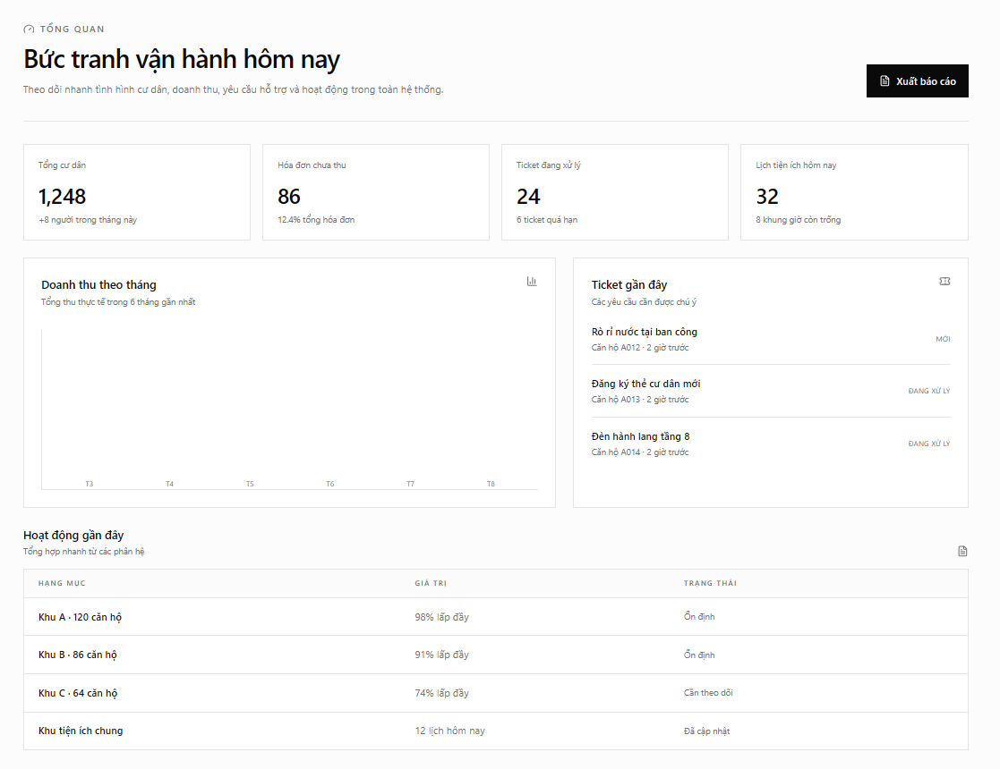 TỔNG QUAN
Bức tranh vận hành hôm nay
Theo dõi nhanh tình hình cư dân, doanh thu, yêu cầu hỗ trợ và hoạt động trong toàn hệ thống.
Xuất báo cáo
Tổng cư dân
1,248
+8 người trong tháng này
Hóa đơn chưa thu
86
12.4% tổng hóa đơn
Ticket đang xử lý
24
6 ticket quá hạn
Lịch tiện ích hôm nay
32
8 khung giờ còn trống
Doanh thu theo tháng
Tổng thu thực tế trong 6 tháng gần nhất
T3 T4 T5 T6 T7 T8
Ticket gần đây
Các yêu cầu cần được chú ý
Rò rỉ nước tại ban công
Căn hộ A012 · 2 giờ trước
MỚI
Đăng ký thẻ cư dân mới
Căn hộ A013 · 2 giờ trước
ĐANG XỬ LÝ
Đèn hành lang tầng 8
Căn hộ A014 · 2 giờ trước
ĐANG XỬ LÝ
Hoạt động gần đây
Tổng hợp nhanh từ các phân hệ
HẠNG MỤC GIÁ TRỊ TRẠNG THÁI
Khu A · 120 căn hộ 98% lấp đầy Ổn định
Khu B · 86 căn hộ 91% lấp đầy Ổn định
Khu C · 64 căn hộ 74% lấp đầy Cần theo dõi
Khu tiện ích chung 12 lịch hôm nay Đã cập nhật